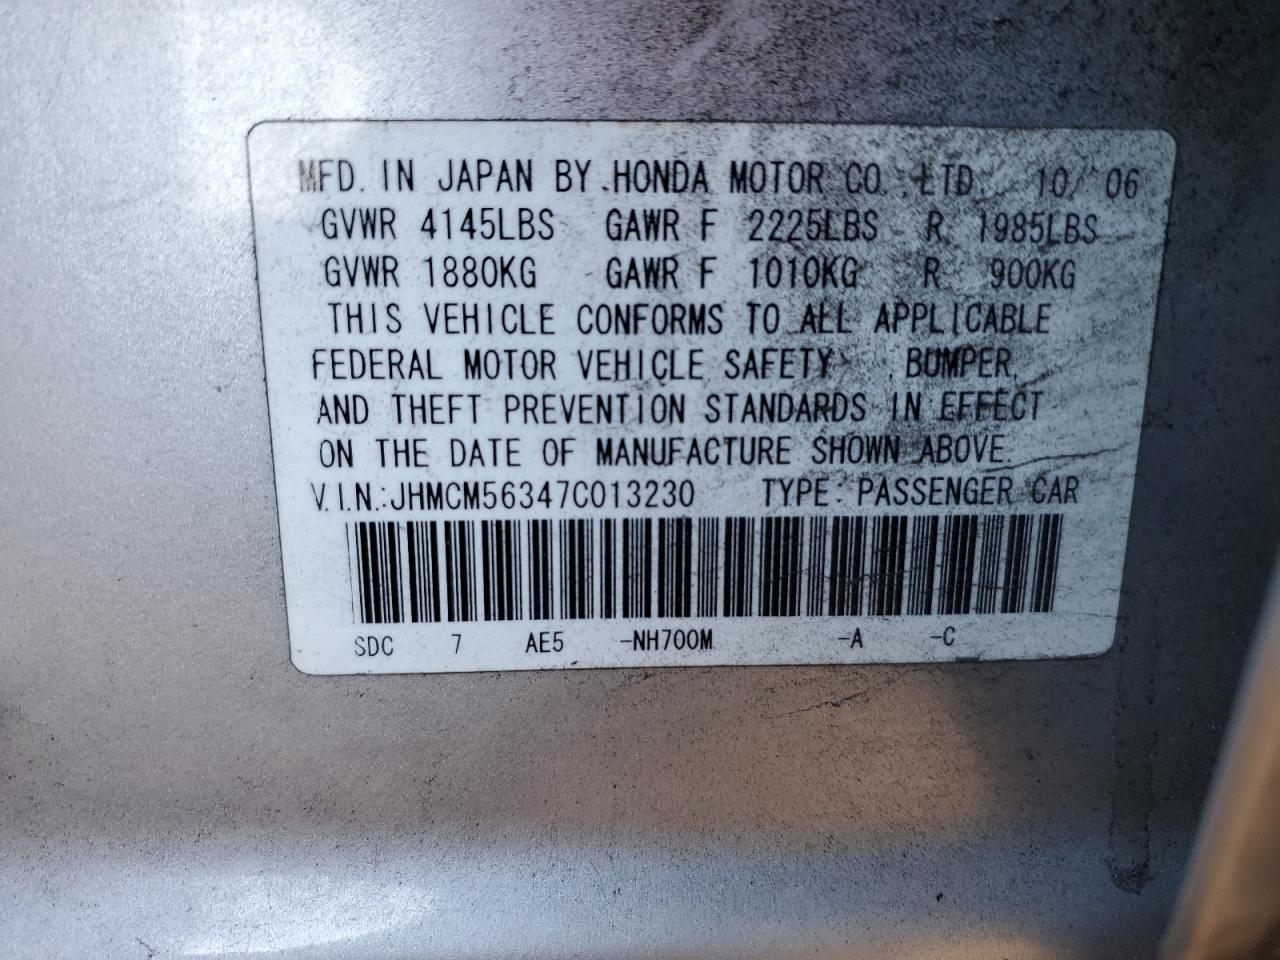 MFD. IN JAPAN BY HONDA MOTOR CO., LTD. 10/ 06
GVWR 4145LBS GAWR F 2225LBS R 1985LBS
GVWR 1880KG GAWR F 1010KG R 900KG
THIS VEHICLE CONFORMS TO ALL APPLICABLE
FEDERAL MOTOR VEHICLE SAFETY, BUMPER,
AND THEFT PREVENTION STANDARDS IN EFFECT
ON THE DATE OF MANUFACTURE SHOWN ABOVE.
V.I.N.:JHMCM56347C013230 TYPE: PASSENGER CAR
SDC 7 AE5 -NH700M -A -C